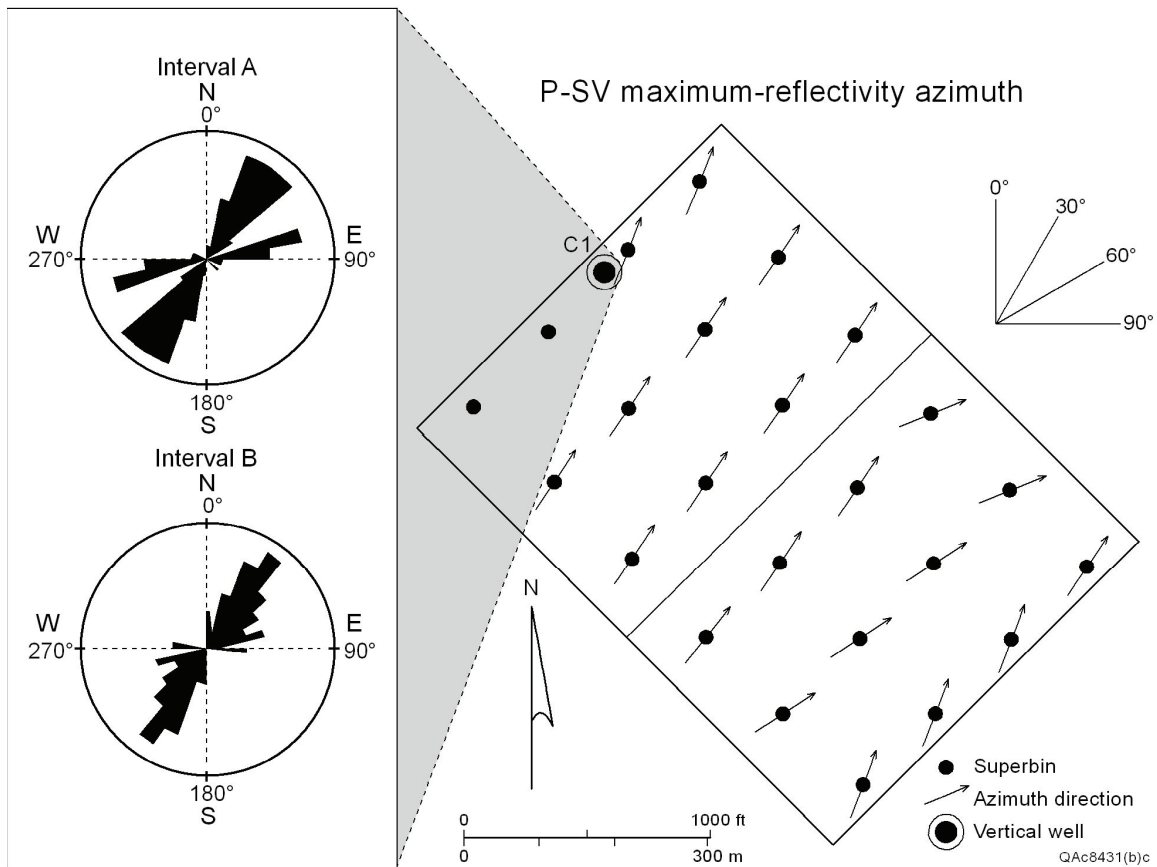 Interval A
N
0°
W
270°
E
90°
180°
S
Interval B
N
0°
W
270°
E
90°
180°
S
P-SV maximum-reflectivity azimuth
C1
0°
30°
60°
90°
N
0
1000 ft
0
300 m
Superbin
Azimuth direction
Vertical well
QAc8431(b)c